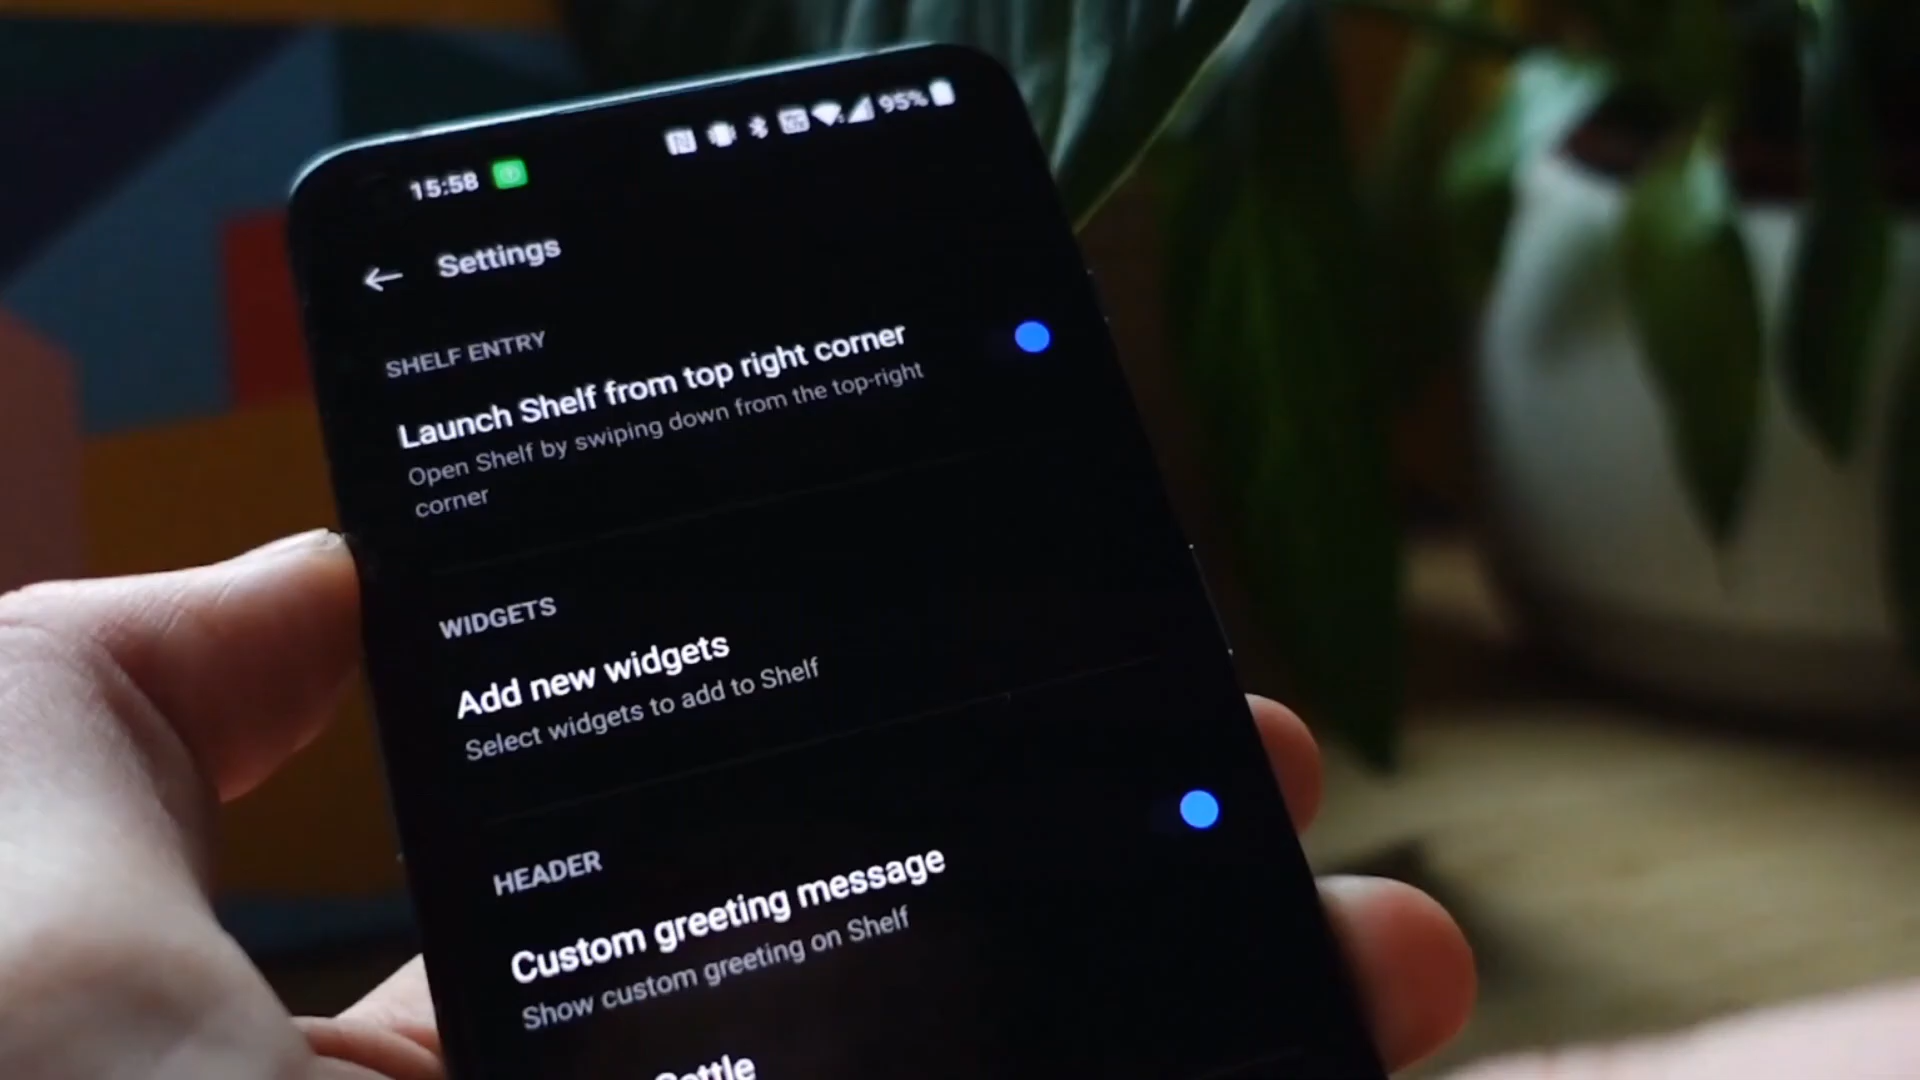 15:58 95%
Settings
SHELF ENTRY
Launch Shelf from top right corner
Open Shelf by swiping down from the top-right
corner
WIDGETS
Add new widgets
Select widgets to add to Shelf
HEADER
Custom greeting message
Show custom greeting on Shelf